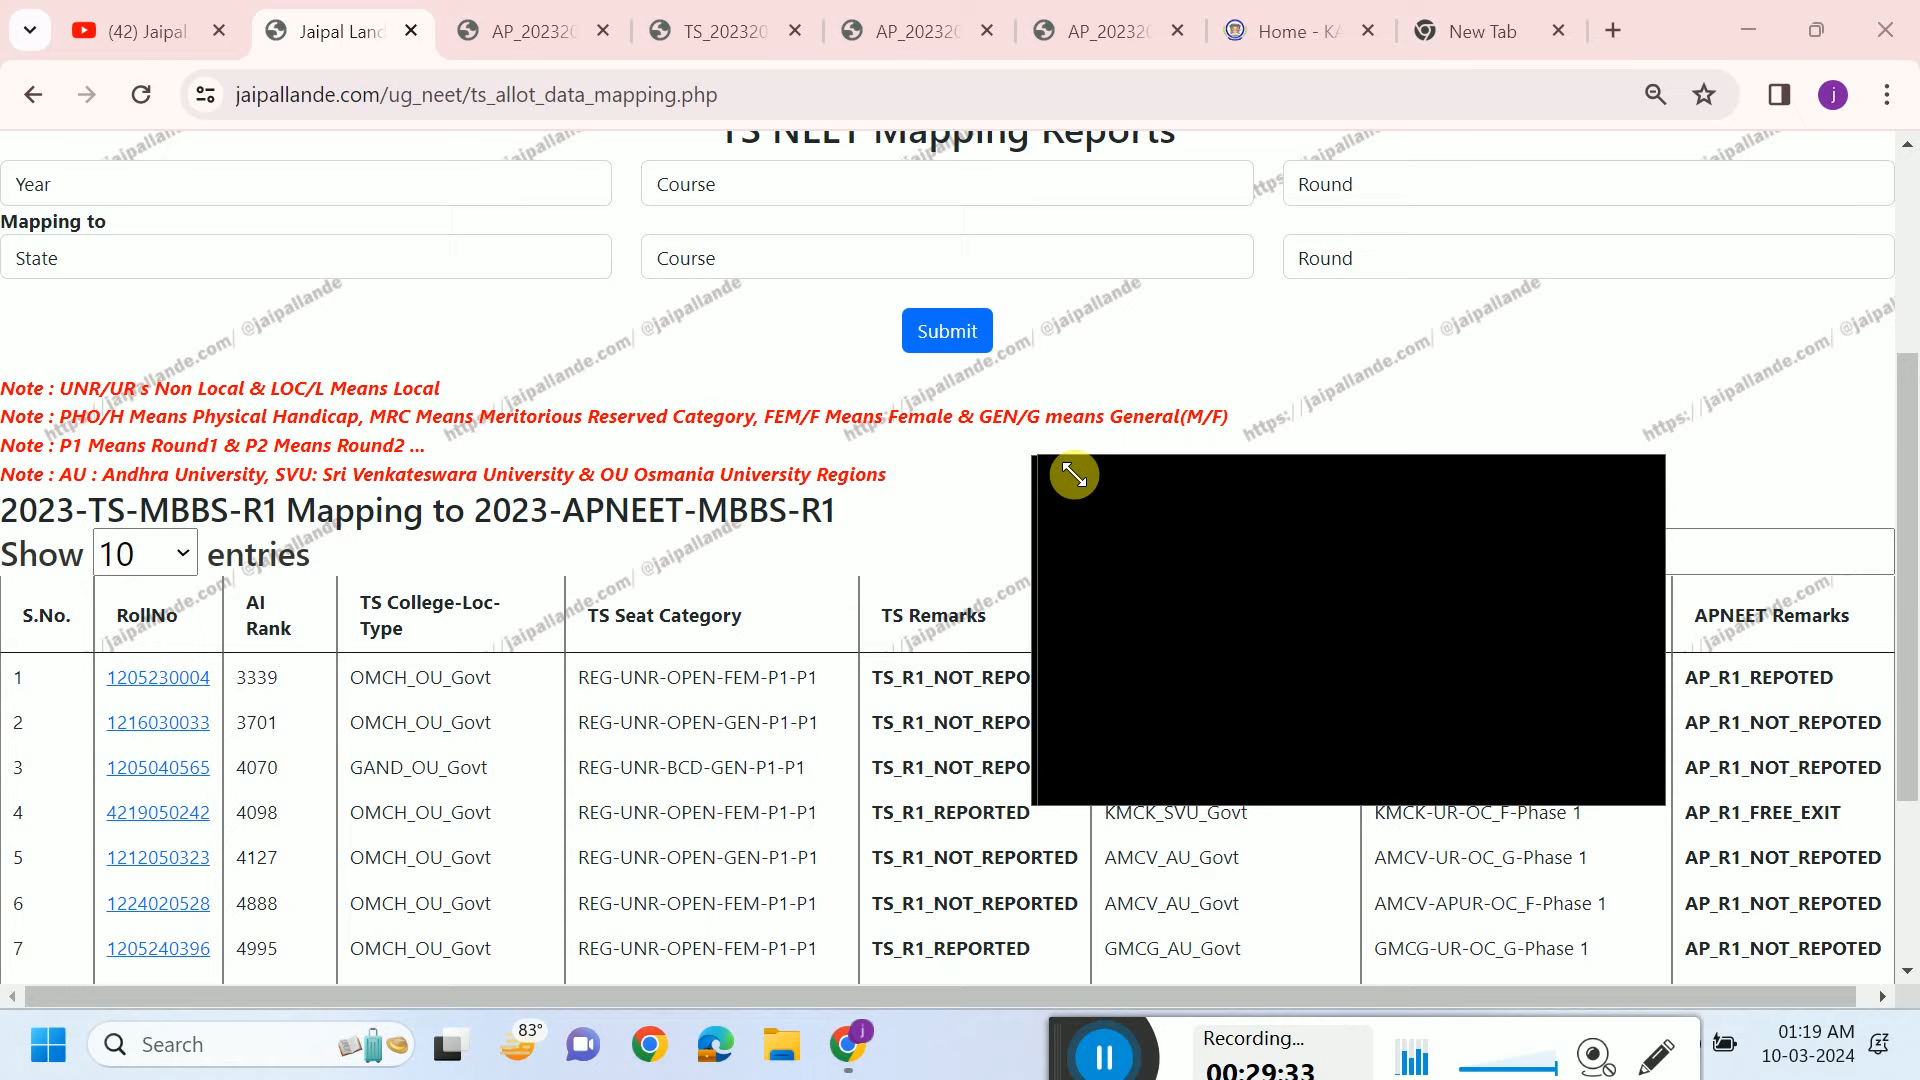 (42) Jaipal
Jaipal Land
AP_20232
TS_202320
AP_20232
AP_20232
Home - KA
New Tab
jaipallande.com/ug_neet/ts_allot_data_mapping.php
j
TS NEET Mapping Reports
Year
Course
Round
Mapping to
State
Course
Round
Submit
https://jaipallande.com/ @jaipallande
Note : UNR/UR s Non Local & LOC/L Means Local
Note : PHO/H Means Physical Handicap, MRC Means Meritorious Reserved Category, FEM/F Means Female & GEN/G means General(M/F)
Note : P1 Means Round1 & P2 Means Round2 ...
Note : AU : Andhra University, SVU: Sri Venkateswara University & OU Osmania University Regions
2023-TS-MBBS-R1 Mapping to 2023-APNEET-MBBS-R1
Show 10 entries
S.No. RollNo AI Rank TS College-Loc-Type TS Seat Category TS Remarks APNEET Remarks
1 1205230004 3339 OMCH_OU_Govt REG-UNR-OPEN-FEM-P1-P1 TS_R1_NOT_REPO AP_R1_REPOTED
2 1216030033 3701 OMCH_OU_Govt REG-UNR-OPEN-GEN-P1-P1 TS_R1_NOT_REPO AP_R1_NOT_REPOTED
3 1205040565 4070 GAND_OU_Govt REG-UNR-BCD-GEN-P1-P1 TS_R1_NOT_REPO AP_R1_NOT_REPOTED
4 4219050242 4098 OMCH_OU_Govt REG-UNR-OPEN-FEM-P1-P1 TS_R1_REPORTED KMCK_SVU_Govt KMCK-UR-OC_F-Phase 1 AP_R1_FREE_EXIT
5 1212050323 4127 OMCH_OU_Govt REG-UNR-OPEN-GEN-P1-P1 TS_R1_NOT_REPORTED AMCV_AU_Govt AMCV-UR-OC_G-Phase 1 AP_R1_NOT_REPOTED
6 1224020528 4888 OMCH_OU_Govt REG-UNR-OPEN-FEM-P1-P1 TS_R1_NOT_REPORTED AMCV_AU_Govt AMCV-APUR-OC_F-Phase 1 AP_R1_NOT_REPOTED
7 1205240396 4995 OMCH_OU_Govt REG-UNR-OPEN-FEM-P1-P1 TS_R1_REPORTED GMCG_AU_Govt GMCG-UR-OC_G-Phase 1 AP_R1_NOT_REPOTED
Search
83°
j
Recording...
00:29:33
01:19 AM
10-03-2024